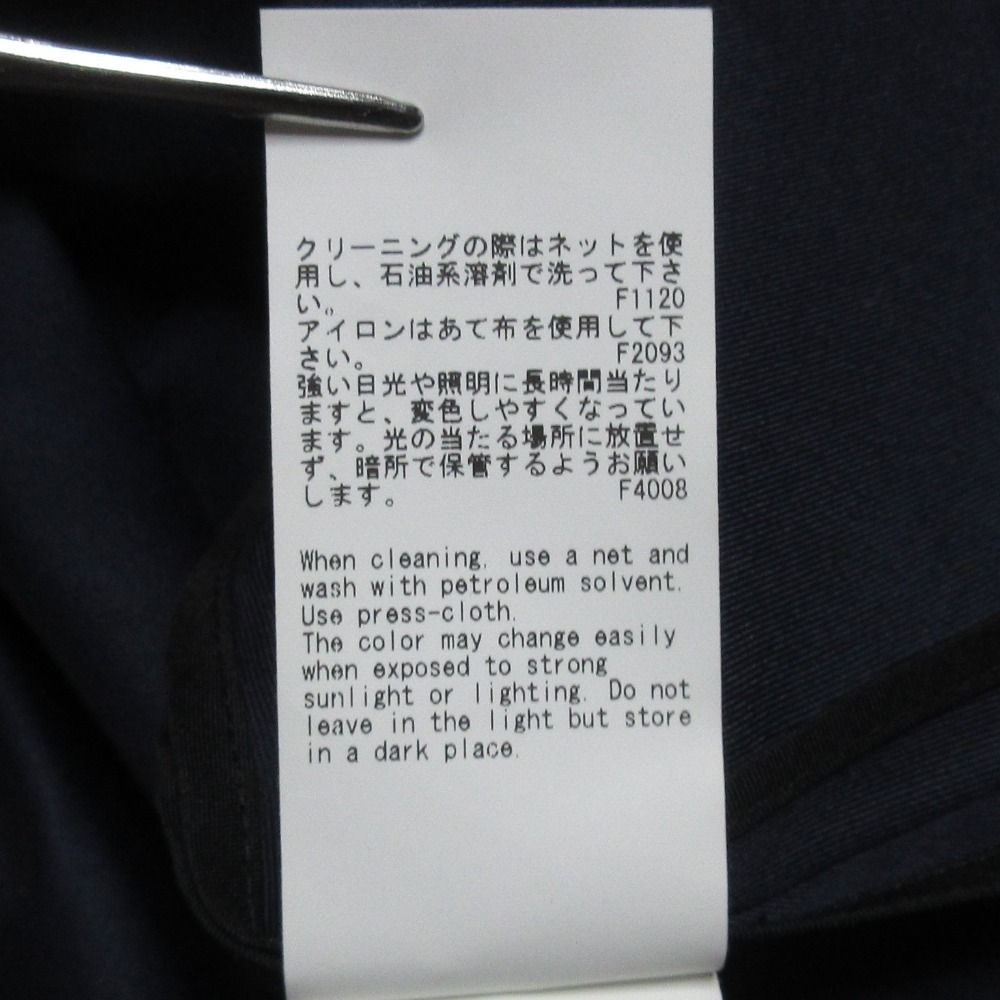 クリーニングの際はネットを使
用し、石油系溶剤で洗って下さ
い。 F1120
アイロンはあて布を使用して下
さい。 F2093
強い日光や照明に長時間当たり
ますと、変色しやすくなってい
ます。光の当たる場所に放置せ
ず、暗所で保管するようお願い
します。 F4008
When cleaning, use a net and
wash with petroleum solvent.
Use press-cloth.
The color may change easily
when exposed to strong
sunlight or lighting. Do not
leave in the light but store
in a dark place.